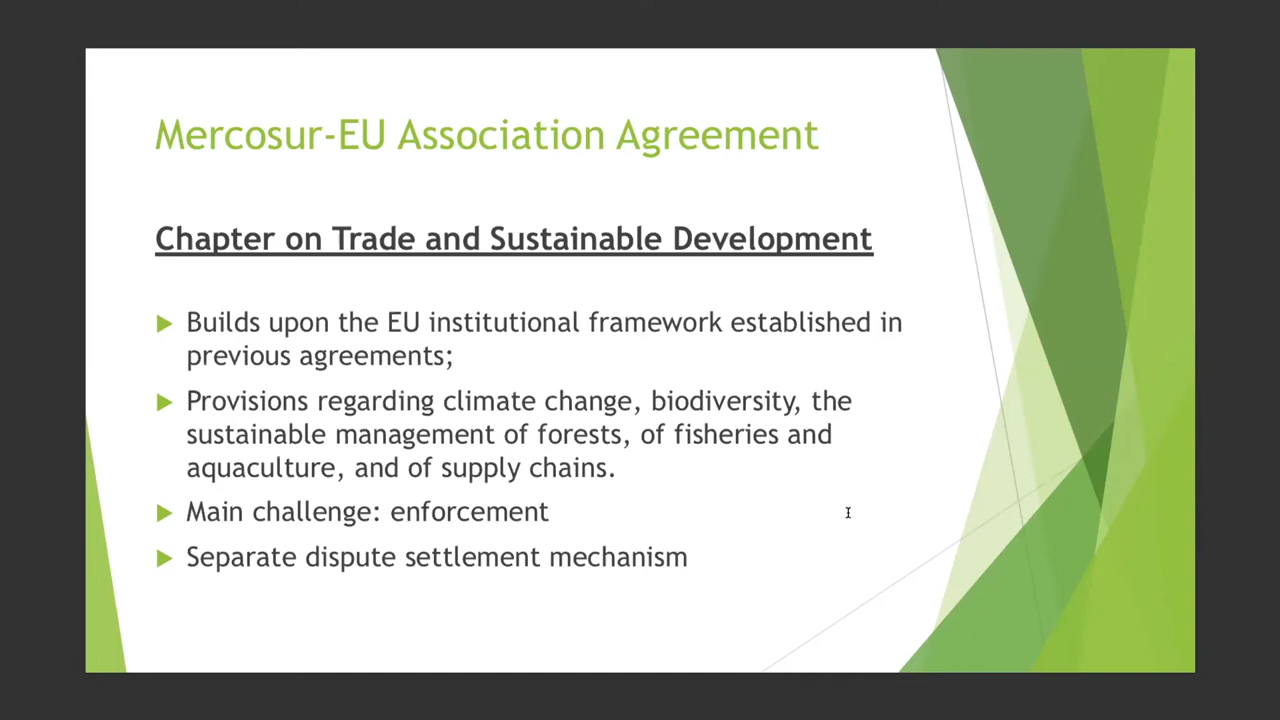 Mercosur-EU Association Agreement
Chapter on Trade and Sustainable Development
Builds upon the EU institutional framework established in
previous agreements;
Provisions regarding climate change, biodiversity, the
sustainable management of forests, of fisheries and
aquaculture, and of supply chains.
Main challenge: enforcement
Separate dispute settlement mechanism